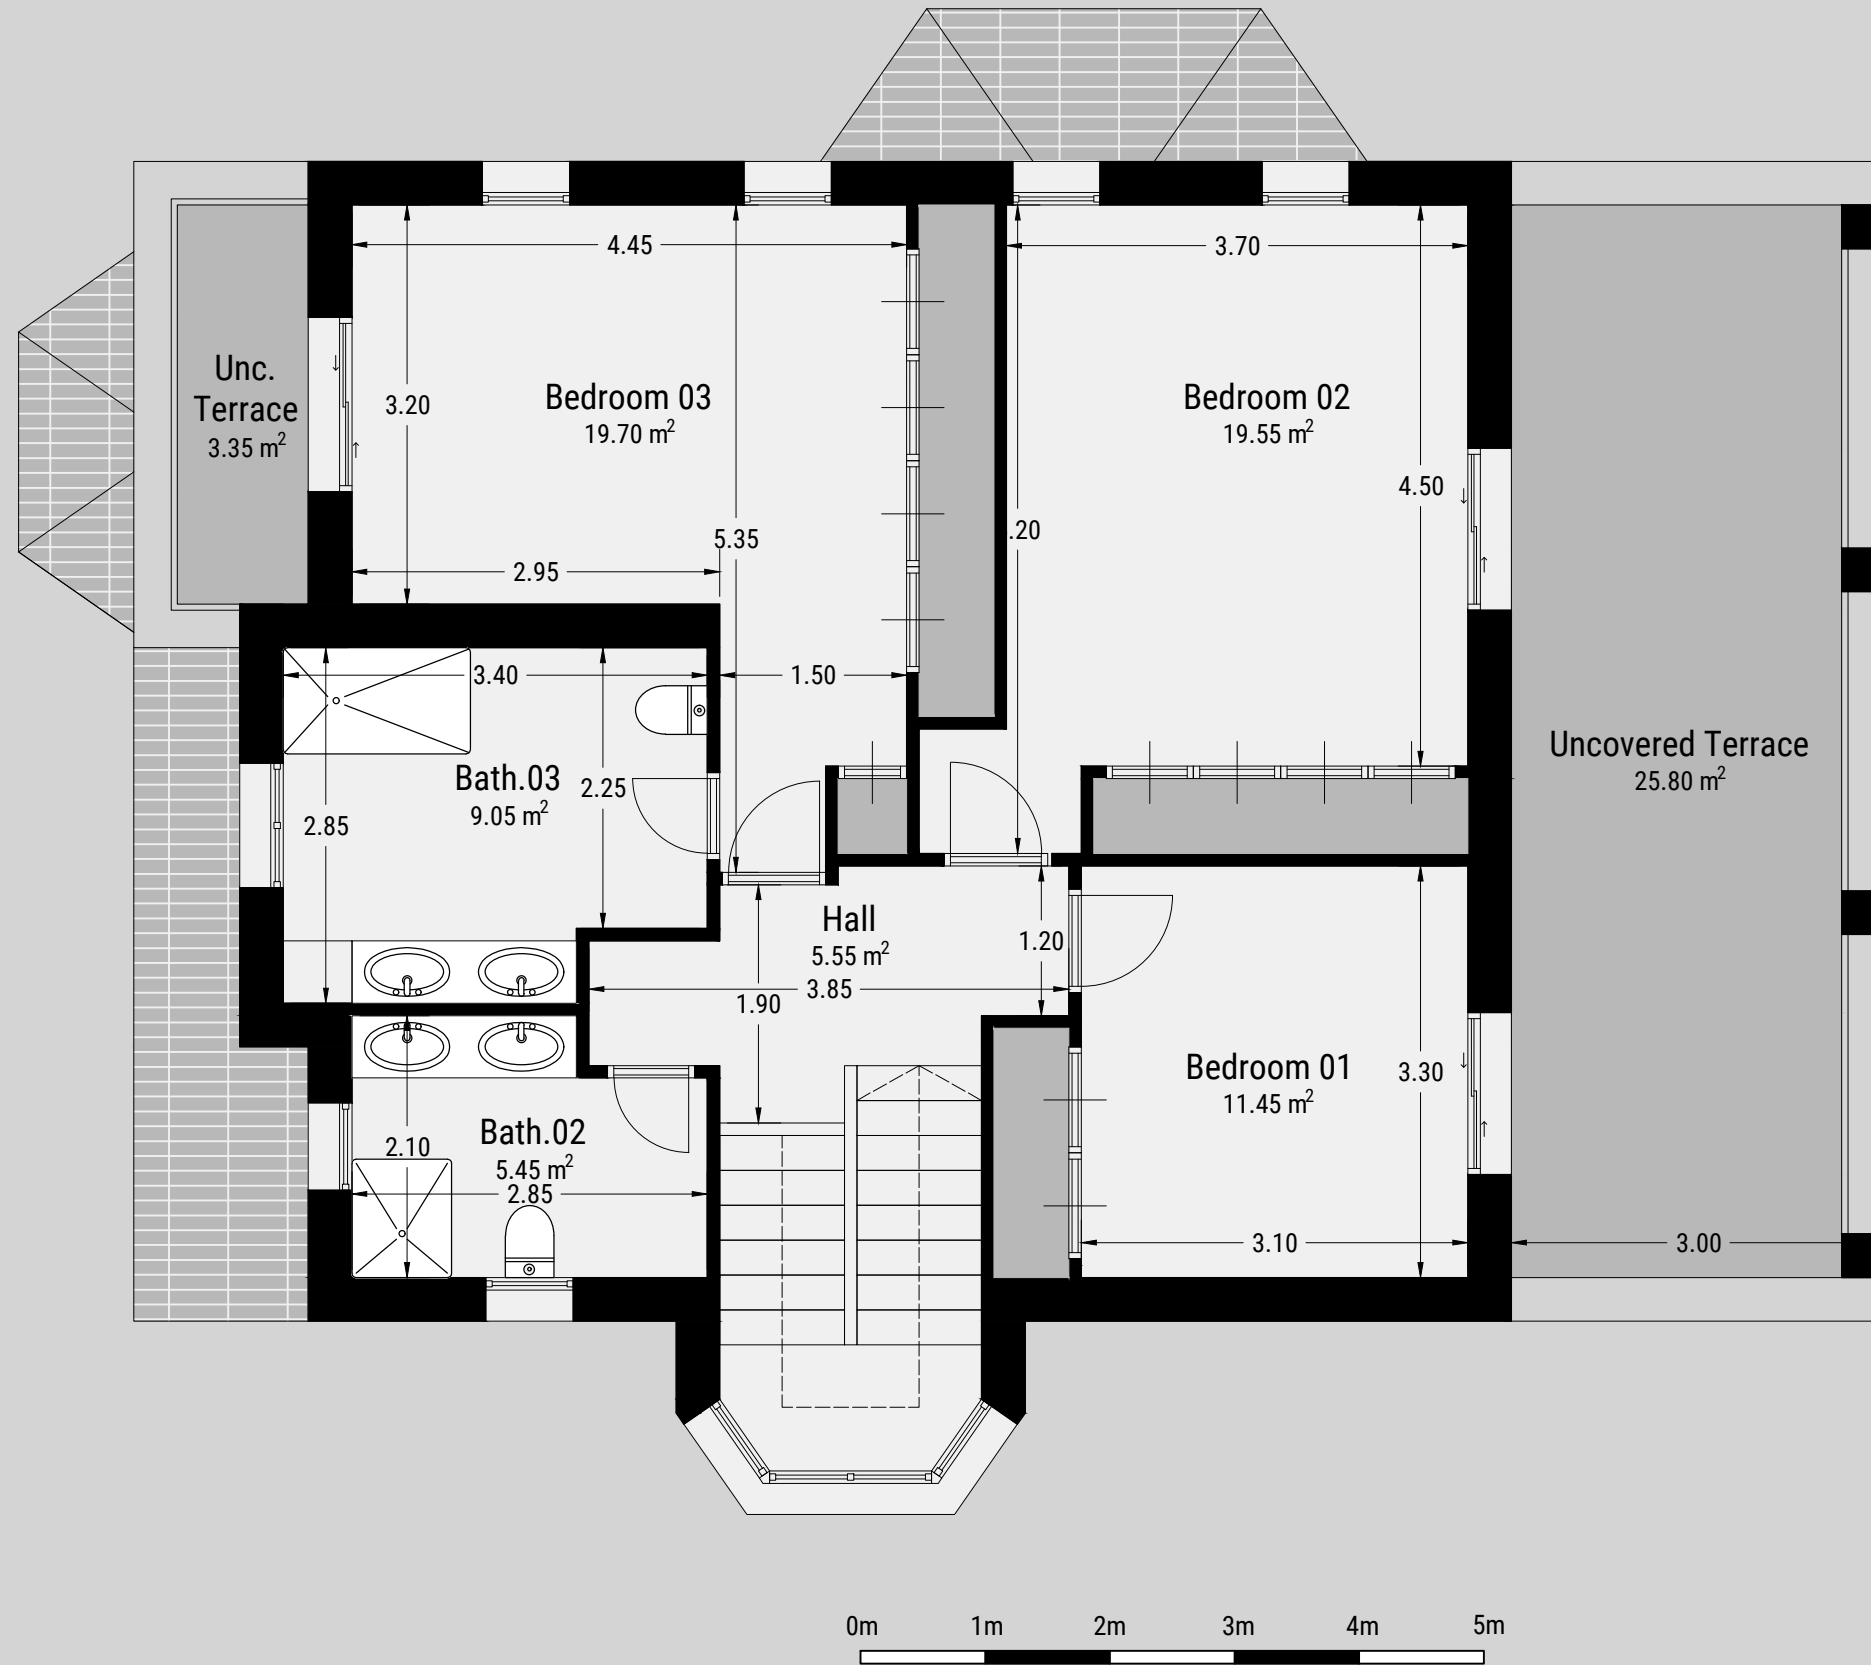 4.45
3.70
Unc.
Terrace
3.35 m²
3.20
Bedroom 03
19.70 m²
Bedroom 02
19.55 m²
4.50
5.35
.20
2.95
3.40
1.50
Uncovered Terrace
25.80 m²
Bath.03
9.05 m²
2.25
2.85
Hall
5.55 m²
1.20
3.85
1.90
Bedroom 01
11.45 m²
3.30
Bath.02
5.45 m²
2.10
2.85
3.10
3.00
0m 1m 2m 3m 4m 5m